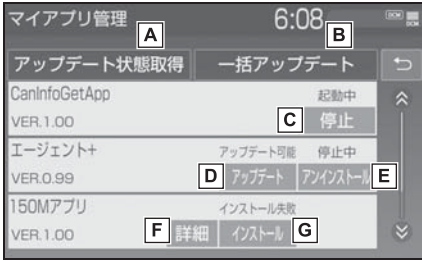 マイアプリ管理 6:08 DCM
A B
アップデート状態取得 一括アップデート
CanInfoGetApp 起動中
VER.1.00 C 停止
エージェント+ アップデート可能 停止中
VER.0.99 D アップデート アンインストール E
150Mアプリ インストール失敗
VER.1.00 F 詳細 インストール G